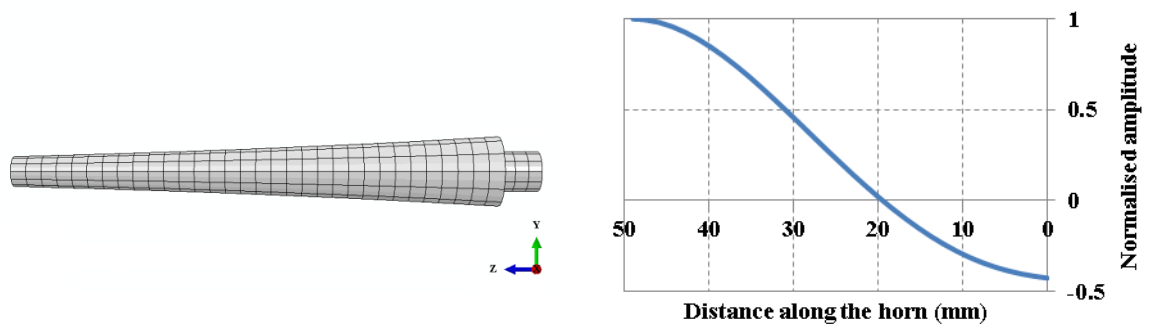 Y
Z
X
1
0.5
0
-0.5
50 40 30 20 10 0
Distance along the horn (mm)
Normalised amplitude